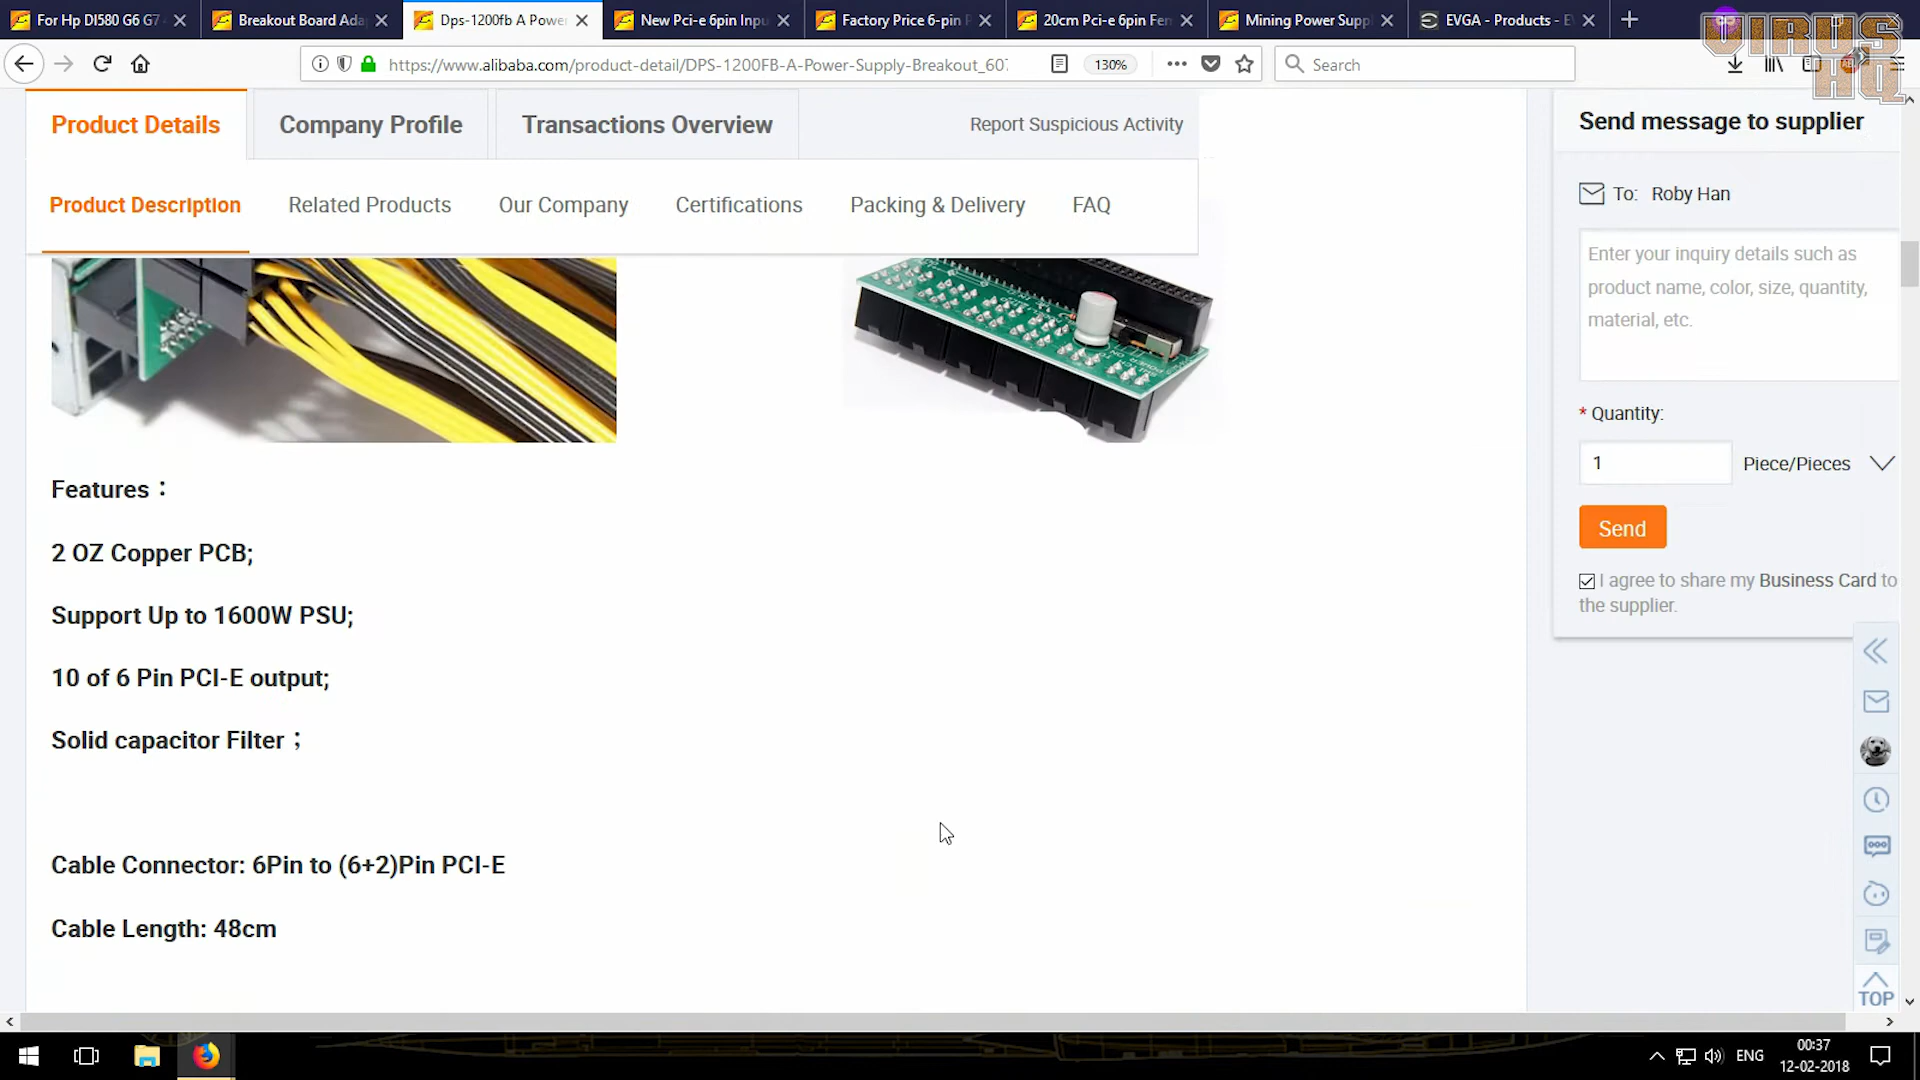 For Hp Dl580 G6 G7
Breakout Board Ada
Dps-1200fb A Power
New Pci-e 6pin Inpu
Factory Price 6-pin P
20cm Pci-e 6pin Fem
Mining Power Supp
EVGA - Products - EV
VIRUS
HQ
https://www.alibaba.com/product-detail/DPS-1200FB-A-Power-Supply-Breakout_607
130%
Search
Product Details
Company Profile
Transactions Overview
Report Suspicious Activity
Send message to supplier
Product Description
Related Products
Our Company
Certifications
Packing & Delivery
FAQ
To: Roby Han
Enter your inquiry details such as
product name, color, size, quantity,
material, etc.
* Quantity:
1
Piece/Pieces
Send
I agree to share my Business Card to
the supplier.
Features：
2 OZ Copper PCB;
Support Up to 1600W PSU;
10 of 6 Pin PCI-E output;
Solid capacitor Filter；
Cable Connector: 6Pin to (6+2)Pin PCI-E
Cable Length: 48cm
TOP
ENG
00:37
12-02-2018